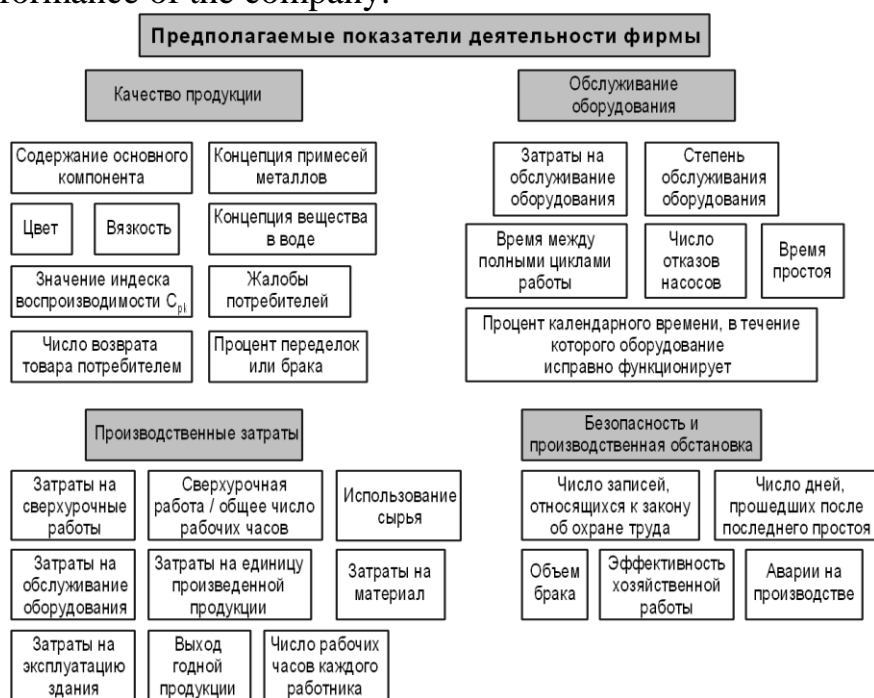 formance of the company.
Предполагаемые показатели деятельности фирмы
Качество продукции
Содержание основного
компонента
Концепция примесей
металлов
Цвет
Вязкость
Концепция вещества
в воде
Значение индеска
воспроизводимости Cpk
Жалобы
потребителей
Число возврата
товара потребителем
Процент переделок
или брака
Обслуживание
оборудования
Затраты на
обслуживание
оборудования
Степень
обслуживания
оборудования
Время между
полными циклами
работы
Число
отказов
насосов
Время
простоя
Процент календарного времени, в течение
которого оборудование
исправно функционирует
Производственные затраты
Затраты на
сверхурочные
работы
Сверхурочная
работа / общее число
рабочих часов
Использование
сырья
Затраты на
обслуживание
оборудования
Затраты на единицу
произведенной
продукции
Затраты на
материал
Затраты на
эксплуатацию
здания
Выход
годной
продукции
Число рабочих
часов каждого
работника
Безопасность и
производственная обстановка
Число записей,
относящихся к закону
об охране труда
Число дней,
прошедших после
последнего простоя
Объем
брака
Эффективность
хозяйственной
работы
Аварии на
производстве